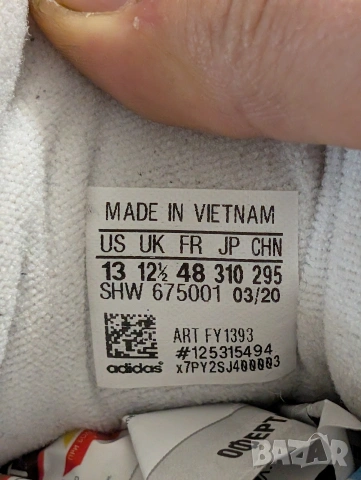 MADE IN VIETNAM
US UK FR JP CHN
13 12½ 48 310 295
SHW 675001 03/20
ART FY1393
#125315494
adidas® x7PY2SJ400003
ОФЕРТ
BAZAR
bg